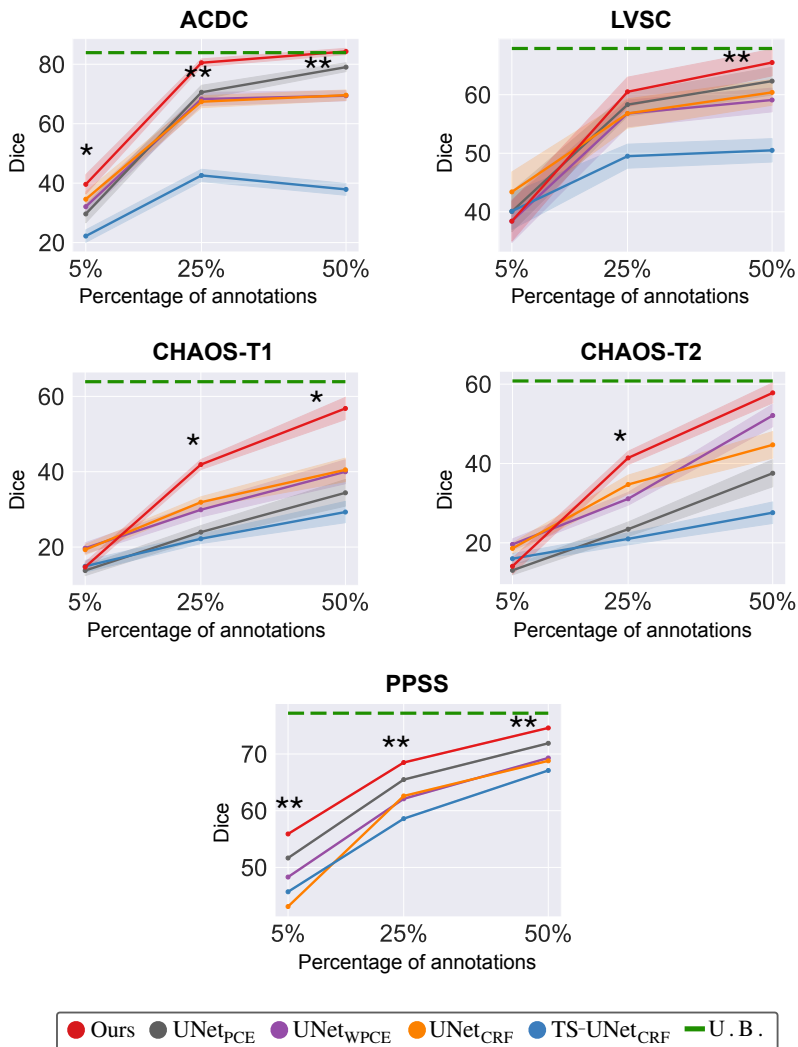 ACDC
LVSC
Dice
80
60
40
20
*
**
**
5%
25%
50%
Percentage of annotations
Dice
60
50
40
**
5%
25%
50%
Percentage of annotations
CHAOS-T1
CHAOS-T2
Dice
60
40
20
*
*
5%
25%
50%
Percentage of annotations
Dice
60
40
20
*
5%
25%
50%
Percentage of annotations
PPSS
Dice
70
60
50
**
**
**
5%
25%
50%
Percentage of annotations
Ours UNetPCE UNetWPCE UNetCRF TS-UNetCRF U.B.